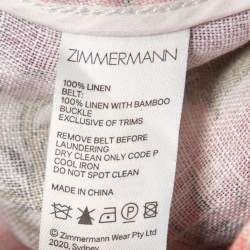 ZIMMERMANN
100% LINEN
BELT:
100% LINEN WITH BAMBOO
BUCKLE
EXCLUSIVE OF TRIMS
REMOVE BELT BEFORE
LAUNDERING
DRY CLEAN ONLY CODE P
COOL IRON
DO NOT SPOT CLEAN
MADE IN CHINA
P
© Zimmermann Wear Pty Ltd
2020, Sydney